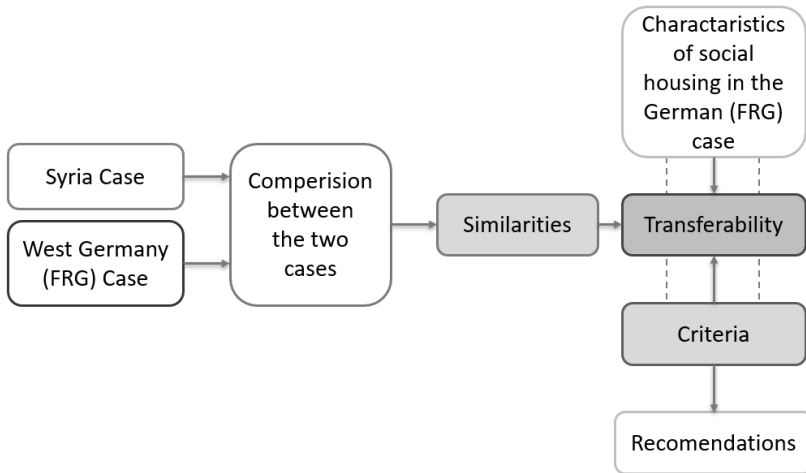 Syria Case
West Germany
(FRG) Case
Comperision
between
the two
cases
Similarities
Charactaristics
of social
housing in the
German (FRG)
case
Transferability
Criteria
Recomendations